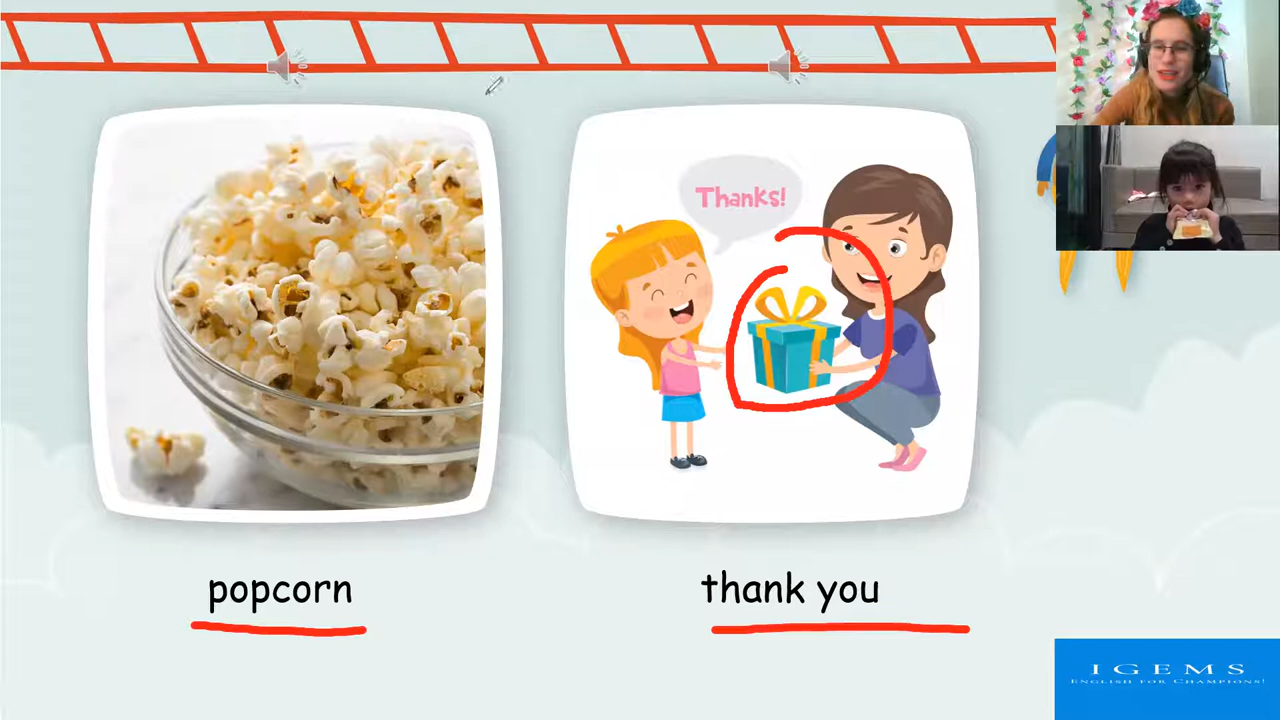 Thanks!
popcorn
thank you
IGEMS
ENGLISH FOR CHAMPIONS!